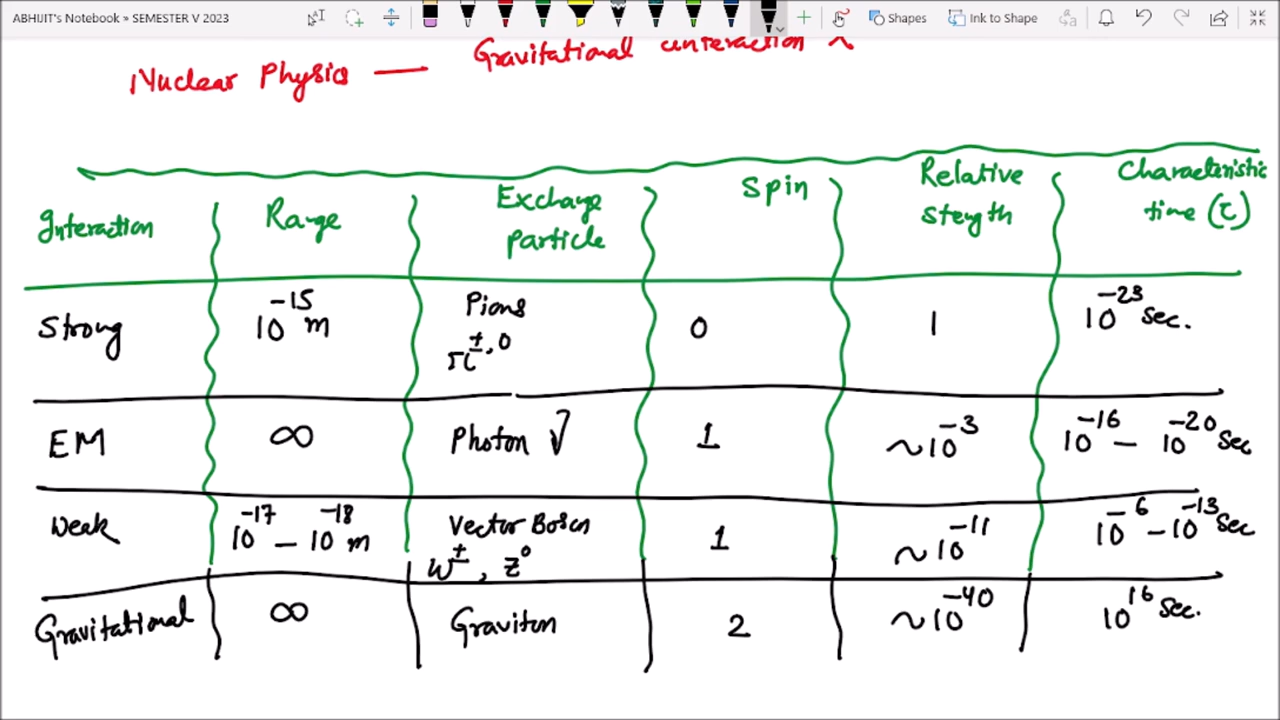 ABHIJIT's Notebook » SEMESTER V 2023
Shapes
Ink to Shape
Nuclear Physics — Gravitational interaction
Interaction Range Exchange particle Spin Relative Stength Characteristic time (τ)
Strong 10^-15 m Pions π^±,0 0 1 10^-23 sec.
EM ∞ Photon √ 1 ~10^-3 10^-16 – 10^-20 Sec
Weak 10^-17 – 10^-18 m Vector Boson W^±, Z^0 1 ~10^-11 10^-6 – 10^-13 Sec
Gravitational ∞ Graviton 2 ~10^-40 10^16 Sec.